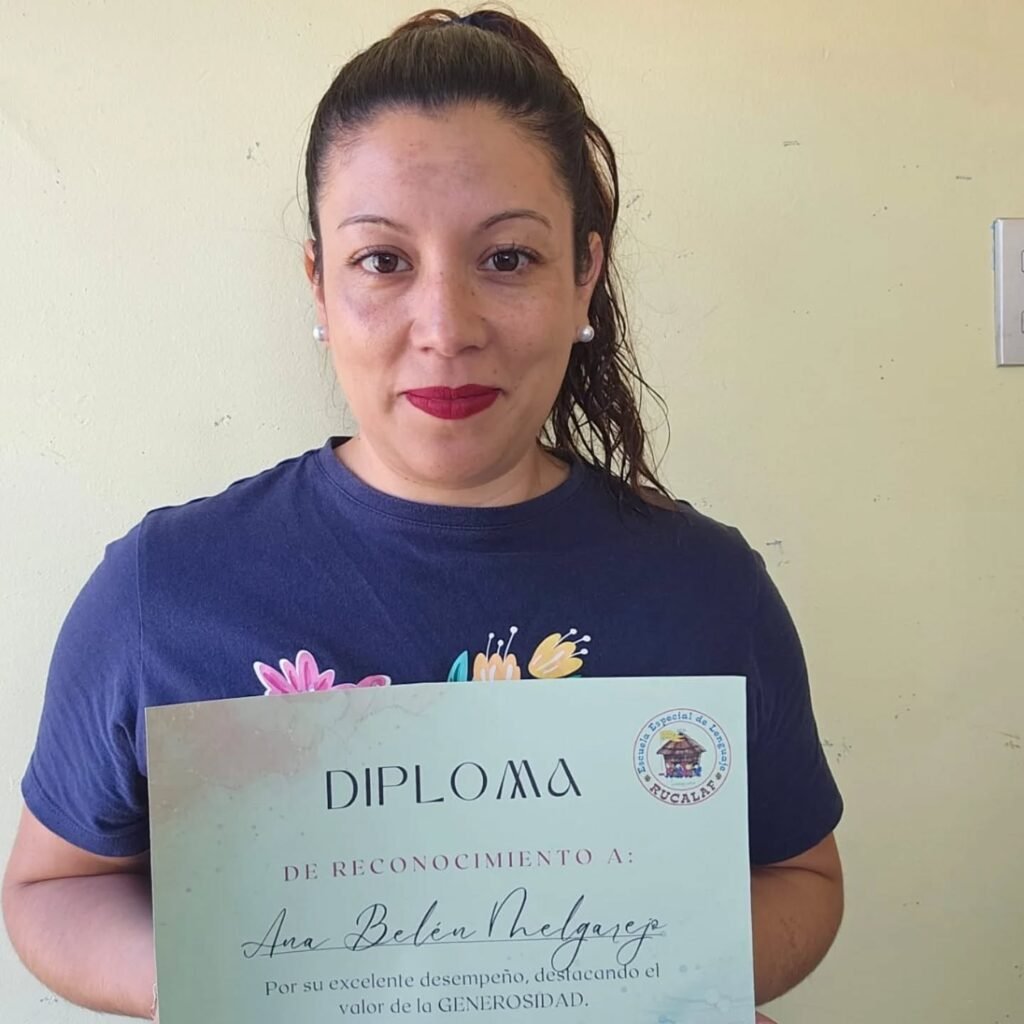 Escuela Especial de Lenguaje
RUCALAF
DIPLOMA
DE RECONOCIMIENTO A:
Ana Belén Melgarejo
Por su excelente desempeño, destacando el
valor de la GENEROSIDAD.